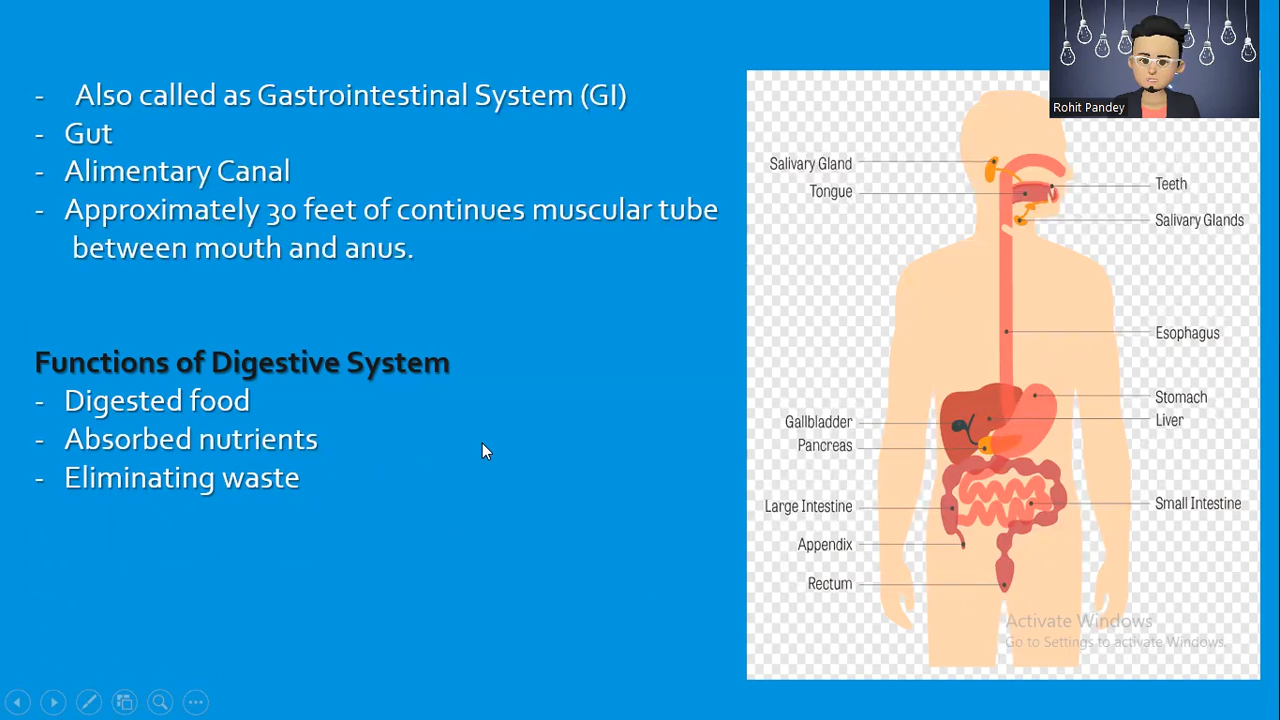 - Also called as Gastrointestinal System (GI)
- Gut
- Alimentary Canal
- Approximately 30 feet of continues muscular tube
between mouth and anus.
Functions of Digestive System
- Digested food
- Absorbed nutrients
- Eliminating waste
Rohit Pandey
Salivary Gland
Tongue
Teeth
Salivary Glands
Esophagus
Stomach
Liver
Gallbladder
Pancreas
Large Intestine
Small Intestine
Appendix
Rectum
Activate Windows
Go to Settings to activate Windows.